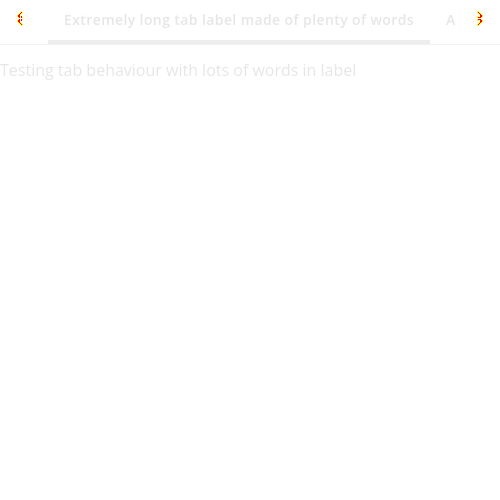 Extremely long tab label made of plenty of words A
Testing tab behaviour with lots of words in label